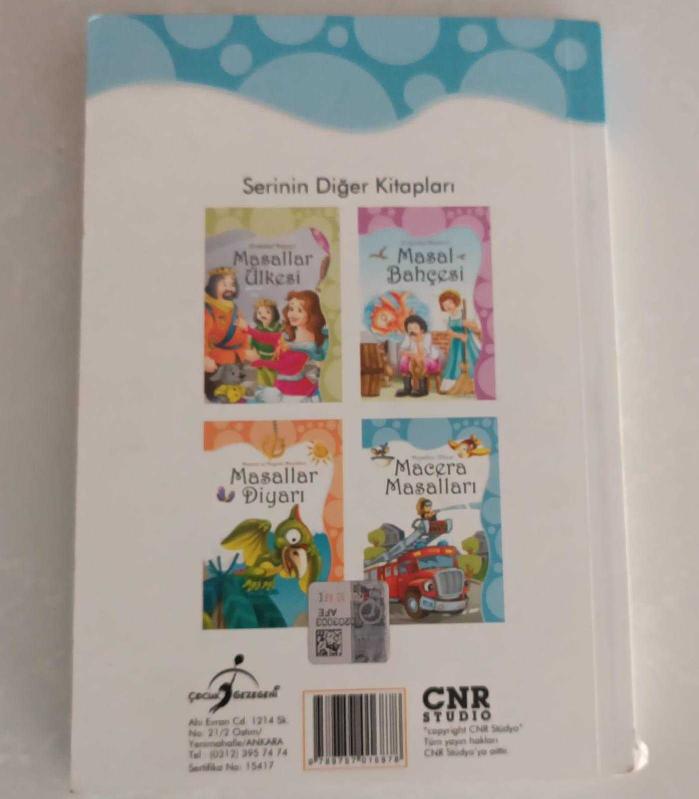 Serinin Diğer Kitapları
Masallar
Ülkesi
Masal
Bahçesi
Masallar
Diyarı
Macera
Masalları
AFE
0203003
ÇOCUK GEZEGENİ
Ahi Evran Cd. 1214 Sk.
No: 21/2 Ostim/
Yenimahalle/ANKARA
Tel : (0312) 395 74 74
Sertifika No: 15417
CNR
STUDIO
"copyright CNR Stüdyo"
Tüm yayın hakları
CNR Stüdyo'ya aittir.